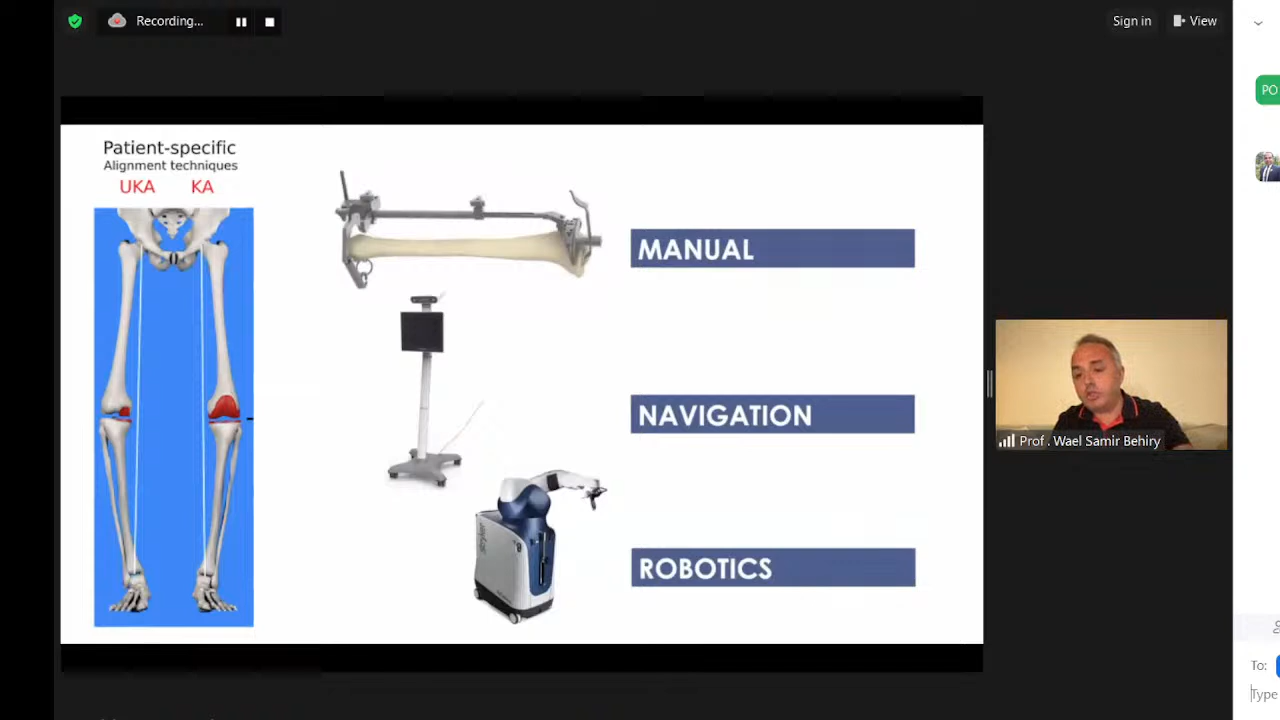 Recording...
Sign in
View
PO
Patient-specific
Alignment techniques
UKA KA
MANUAL
NAVIGATION
stryker
ROBOTICS
Prof . Wael Samir Behiry
To:
Type